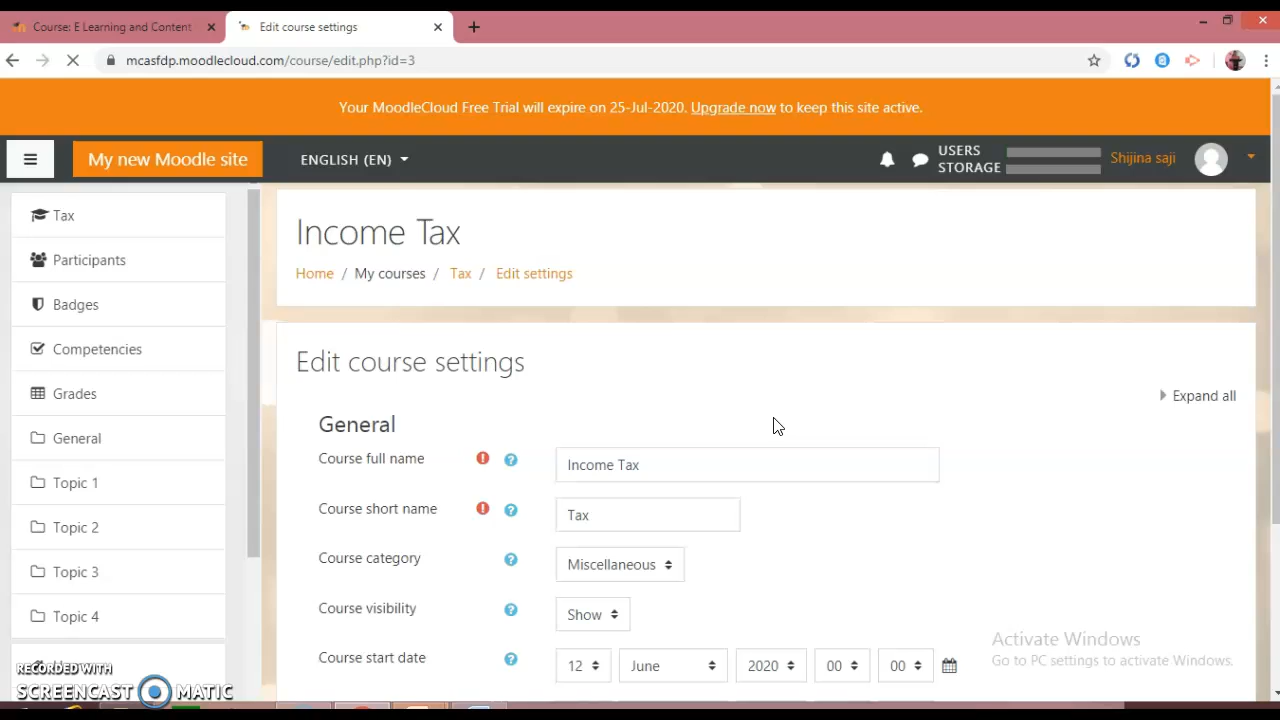 Course: E Learning and Content
Edit course settings
mcasfdp.moodlecloud.com/course/edit.php?id=3
Your MoodleCloud Free Trial will expire on 25-Jul-2020. Upgrade now to keep this site active.
My new Moodle site
ENGLISH (EN)
USERS
STORAGE
Shijina saji
Tax
Participants
Badges
Competencies
Grades
General
Topic 1
Topic 2
Topic 3
Topic 4
Income Tax
Home / My courses / Tax / Edit settings
Edit course settings
Expand all
General
Course full name
Income Tax
Course short name
Tax
Course category
Miscellaneous
Course visibility
Show
Course start date
12 June 2020 00 00
Activate Windows
Go to PC settings to activate Windows.
RECORDED WITH
SCREENCAST MATIC